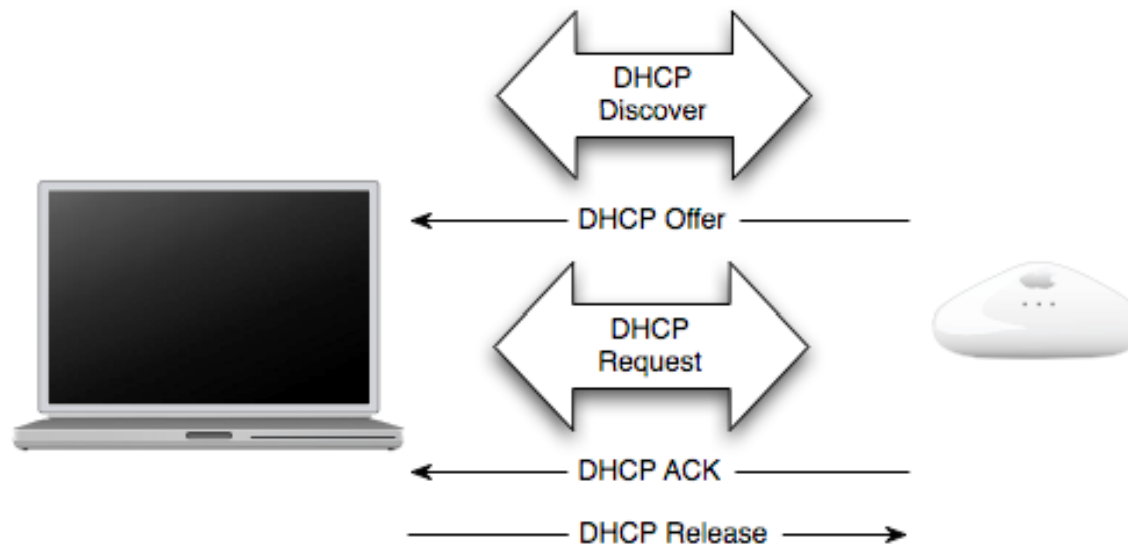 DHCP
Discover
DHCP Offer
DHCP
Request
DHCP ACK
DHCP Release